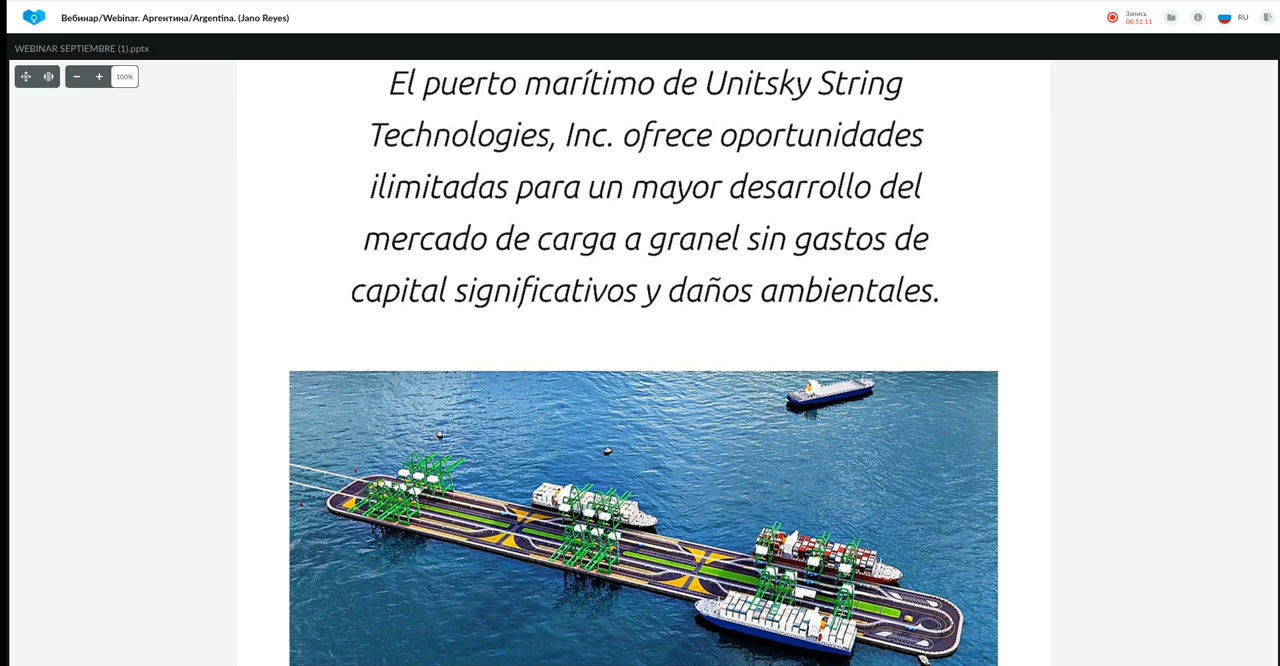 Вебинар/Webinar. Аргентина/Argentina. (Jano Reyes)
Запись
00:51:11
RU
WEBINAR SEPTIEMBRE (1).pptx
100%
El puerto marítimo de Unitsky String
Technologies, Inc. ofrece oportunidades
ilimitadas para un mayor desarrollo del
mercado de carga a granel sin gastos de
capital significativos y daños ambientales.